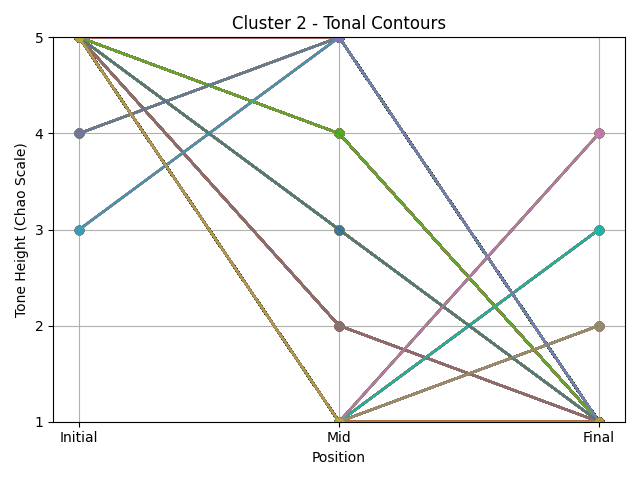 Cluster 2 - Tonal Contours
5
4
3
2
1
Tone Height (Chao Scale)
Initial
Mid
Final
Position